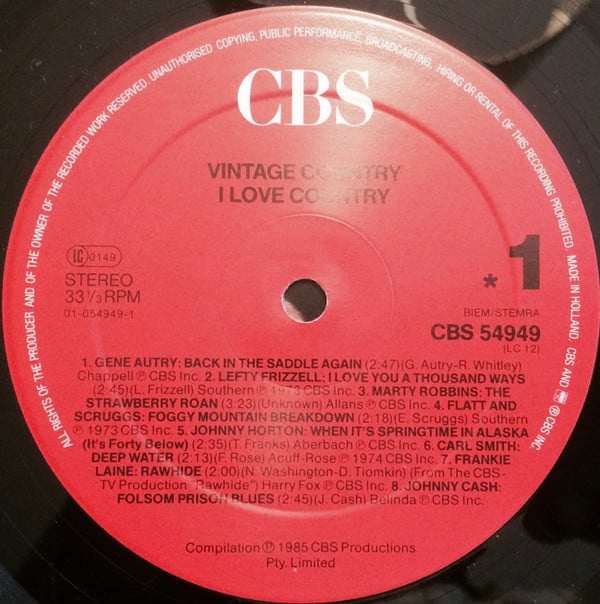 ALL RIGHTS OF THE PRODUCER AND OF THE OWNER OF THE RECORDED WORK RESERVED. UNAUTHORISED COPYING, PUBLIC PERFORMANCE, BROADCASTING, HIRING OR RENTAL OF THIS RECORDING PROHIBITED. MADE IN HOLLAND. CBS AND ℗ CBS INC.
CBS
VINTAGE COUNTRY
I LOVE COUNTRY
LC 0149
STEREO
33 1/3 RPM
01-054949-1
* 1
BIEM/STEMRA
CBS 54949
(LC 12)
1. GENE AUTRY: BACK IN THE SADDLE AGAIN (2:47)(G. Autry-R. Whitley)
Chappell ℗ CBS Inc. 2. LEFTY FRIZZELL: I LOVE YOU A THOUSAND WAYS
(2:45)(L. Frizzell) Southern ℗ 1973 CBS Inc. 3. MARTY ROBBINS: THE
STRAWBERRY ROAN (3:23)(Unknown) Allans ℗ CBS Inc. 4. FLATT AND
SCRUGGS: FOGGY MOUNTAIN BREAKDOWN (2:18)(E. Scruggs) Southern
℗ 1973 CBS Inc. 5. JOHNNY HORTON: WHEN IT'S SPRINGTIME IN ALASKA
(It's Forty Below) (2:35)(T. Franks) Aberbach ℗ CBS Inc. 6. CARL SMITH:
DEEP WATER (2:13)(F. Rose) Acuff-Rose ℗ 1974 CBS Inc. 7. FRANKIE
LAINE: RAWHIDE (2:00)(N. Washington-D. Tiomkin) (From The CBS-
TV Production "Rawhide") Harry Fox ℗ CBS Inc. 8. JOHNNY CASH:
FOLSOM PRISON BLUES (2:45)(J. Cash) Belinda ℗ CBS Inc.
Compilation ℗ 1985 CBS Productions
Pty. Limited